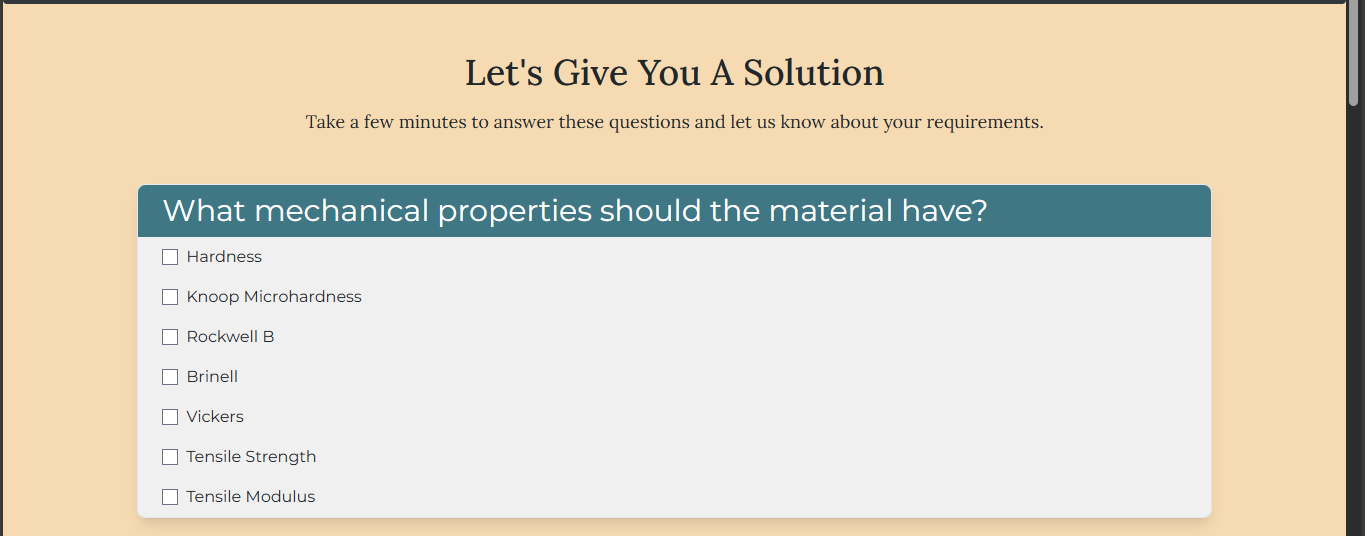 Let's Give You A Solution
Take a few minutes to answer these questions and let us know about your requirements.
What mechanical properties should the material have?
Hardness
Knoop Microhardness
Rockwell B
Brinell
Vickers
Tensile Strength
Tensile Modulus